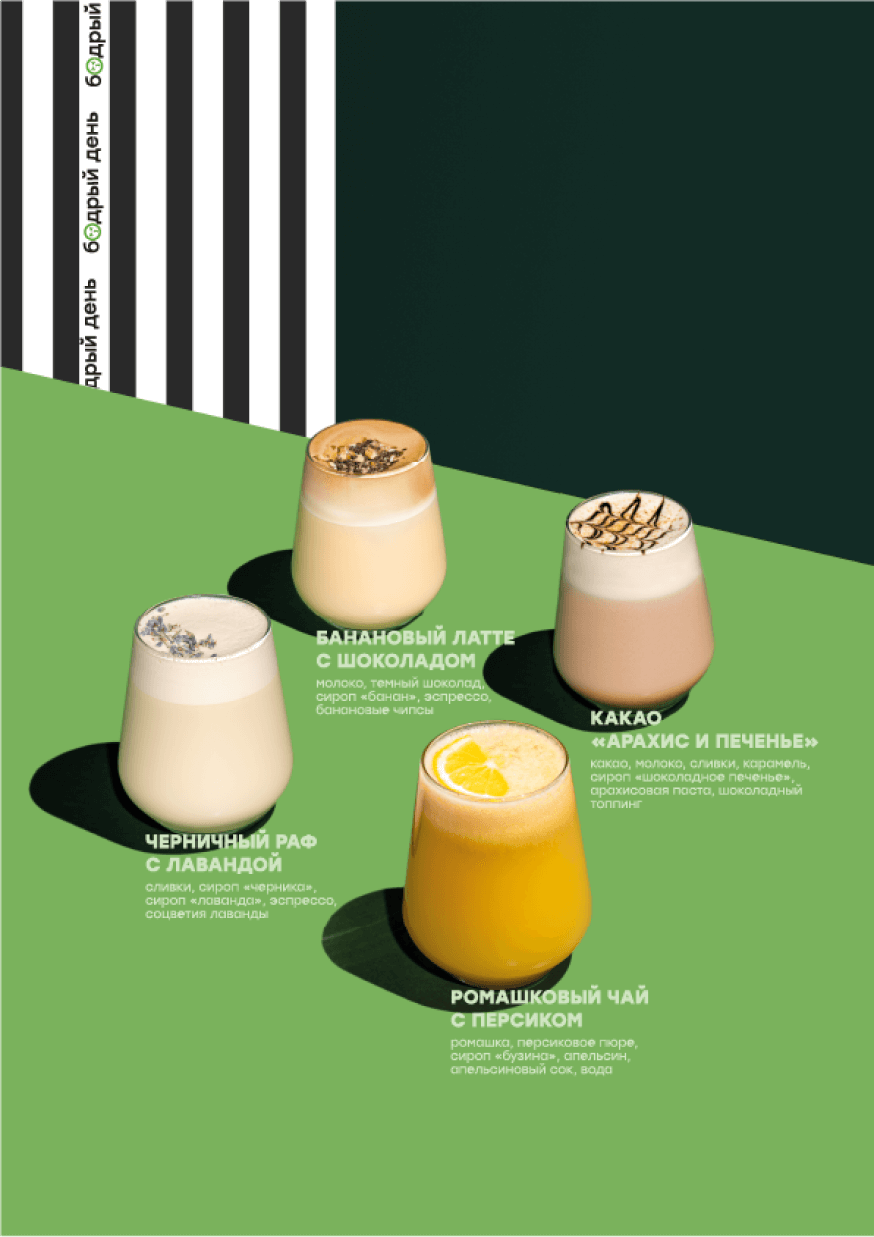 бодрый день
бодрый день
бодрый
БАНАНОВЫЙ ЛАТТЕ
С ШОКОЛАДОМ
молоко, темный шоколад,
сироп «банан», эспрессо,
банановые чипсы
КАКАО
«АРАХИС И ПЕЧЕНЬЕ»
какао, молоко, сливки, карамель,
сироп «шоколадное печенье»,
арахисовая паста, шоколадный
топпинг
ЧЕРНИЧНЫЙ РАФ
С ЛАВАНДОЙ
сливки, сироп «черника»,
сироп «лаванда», эспрессо,
соцветия лаванды
РОМАШКОВЫЙ ЧАЙ
С ПЕРСИКОМ
ромашка, персиковое пюре,
сироп «бузина», апельсин,
апельсиновый сок, вода